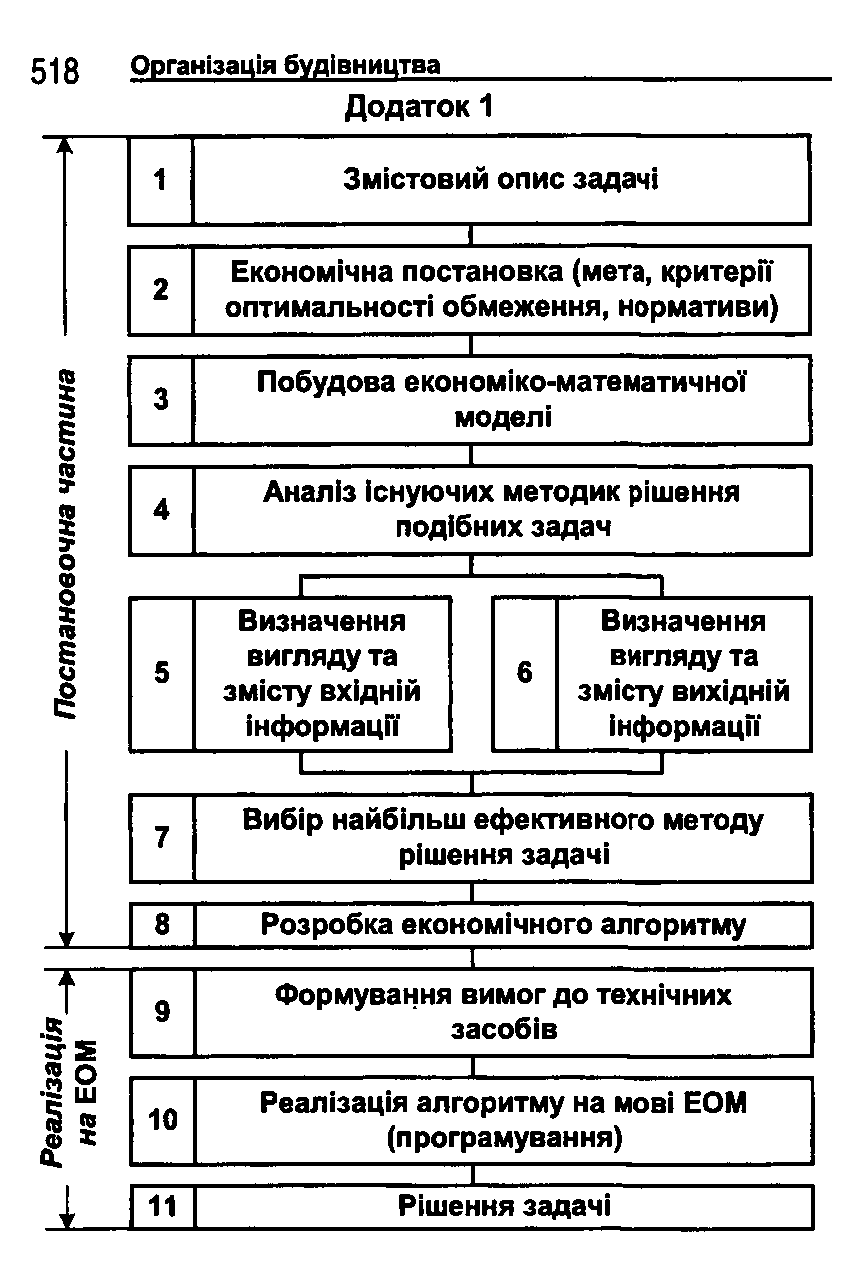 518 Організація будівництва
Додаток 1
1 Змістовий опис задачі
2 Економічна постановка (мета, критерії
оптимальності обмеження, нормативи)
3 Побудова економіко-математичної
моделі
4 Аналіз існуючих методик рішення
подібних задач
5 Визначення
вигляду та
змісту вхідній
інформації
6 Визначення
вигляду та
змісту вихідній
інформації
7 Вибір найбільш ефективного методу
рішення задачі
8 Розробка економічного алгоритму
Постановочна частина
9 Формування вимог до технічних
засобів
10 Реалізація алгоритму на мові ЕОМ
(програмування)
11 Рішення задачі
Реалізація
на ЕОМ